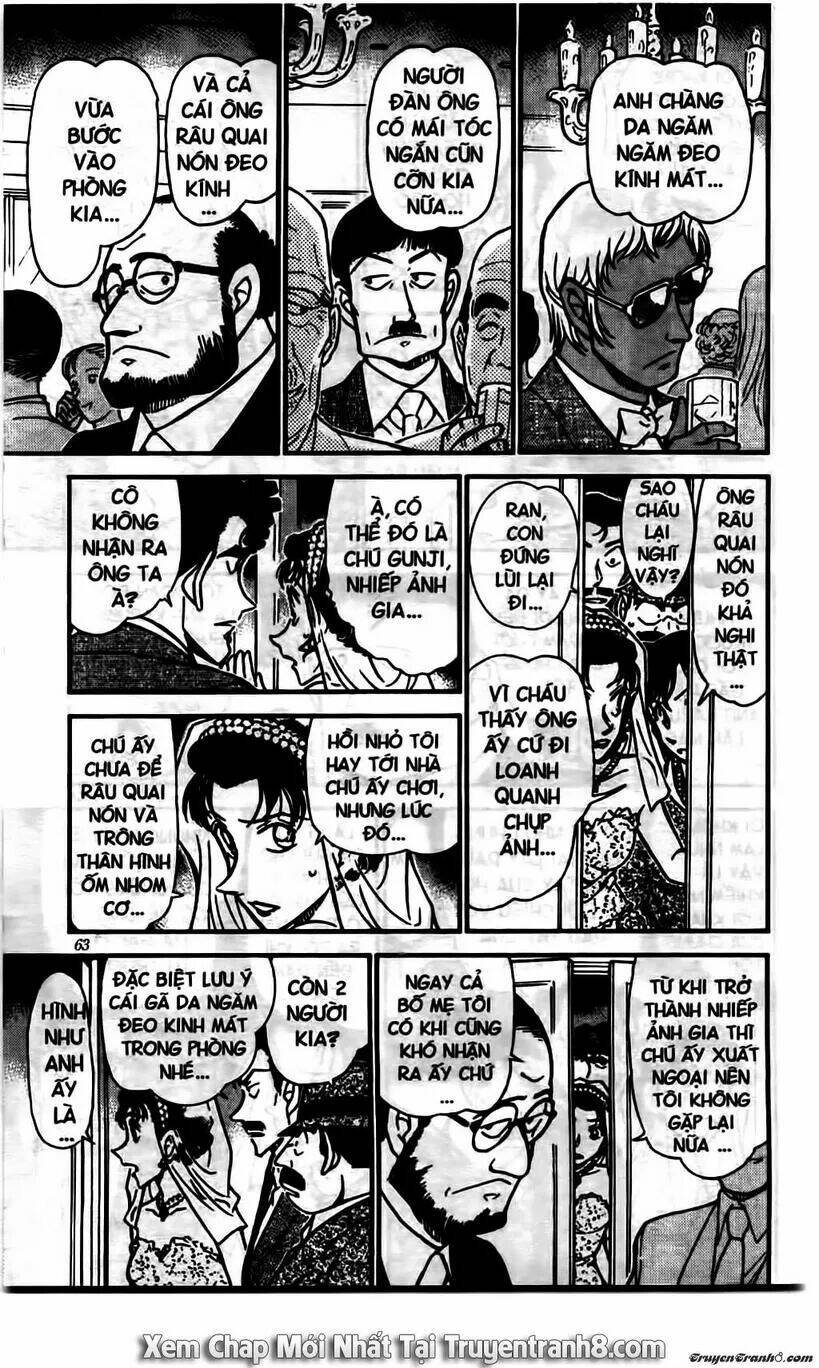 ANH CHÀNG
DA NGĂM
NGĂM ĐEO
KÍNH MÁT...
NGƯỜI
ĐÀN ÔNG
CÓ MÁI TÓC
NGẮN CŨN
CỠN KIA
NỮA...
VÀ CẢ
CÁI ÔNG
RÂU QUAI
NÓN ĐEO
KÍNH
...
VỪA
BƯỚC
VÀO
PHÒNG
KIA...
ÔNG
RÂU QUAI
NÓN ĐÓ
KHẢ
NGHI
THẬT
...
SAO
CHÁU
LẠI
NGHĨ
VẬY?
RAN,
CON
ĐỨNG
LÙI LẠI
ĐI...
VÌ CHÁU
THẤY ÔNG
ẤY CỨ ĐI
LOANH
QUANH
CHỤP
ẢNH...
À, CÓ
THỂ ĐÓ LÀ
CHÚ GUNJI,
NHIẾP ẢNH
GIA...
CÔ
KHÔNG
NHẬN RA
ÔNG TA
À?
HỒI NHỎ TÔI
HAY TỚI NHÀ
CHÚ ẤY CHƠI,
NHƯNG LÚC
ĐÓ...
CHÚ ẤY
CHƯA ĐỂ
RÂU QUAI
NÓN VÀ
TRÔNG
THÂN HÌNH
ỐM NHOM
CƠ...
63
TỪ KHI TRỞ
THÀNH NHIẾP
ẢNH GIA THÌ
CHÚ ẤY XUẤT
NGOẠI NÊN
TÔI KHÔNG
GẶP LẠI
NỮA...
NGAY CẢ
BỐ MẸ TÔI
CÓ KHI CŨNG
KHÓ NHẬN
RA ẤY CHỨ
...
CÒN 2
NGƯỜI
KIA?
ĐẶC BIỆT LƯU Ý
CÁI GÃ DA NGĂM
ĐEO KINH MÁT
TRONG PHÒNG
NHÉ...
HÌNH
NHƯ
ANH
ẤY LÀ
...
Xem Chap Mới Nhất Tại Truyentranh8.com
TruyenTranh8.com